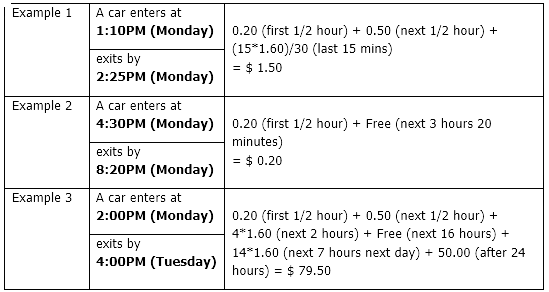 Example 1
A car enters at
1:10PM (Monday)
exits by
2:25PM (Monday)
0.20 (first 1/2 hour) + 0.50 (next 1/2 hour) +
(15*1.60)/30 (last 15 mins)
= $ 1.50
Example 2
A car enters at
4:30PM (Monday)
exits by
8:20PM (Monday)
0.20 (first 1/2 hour) + Free (next 3 hours 20
minutes)
= $ 0.20
Example 3
A car enters at
2:00PM (Monday)
exits by
4:00PM (Tuesday)
0.20 (first 1/2 hour) + 0.50 (next 1/2 hour) +
4*1.60 (next 2 hours) + Free (next 16 hours) +
14*1.60 (next 7 hours next day) + 50.00 (after 24
hours) = $ 79.50